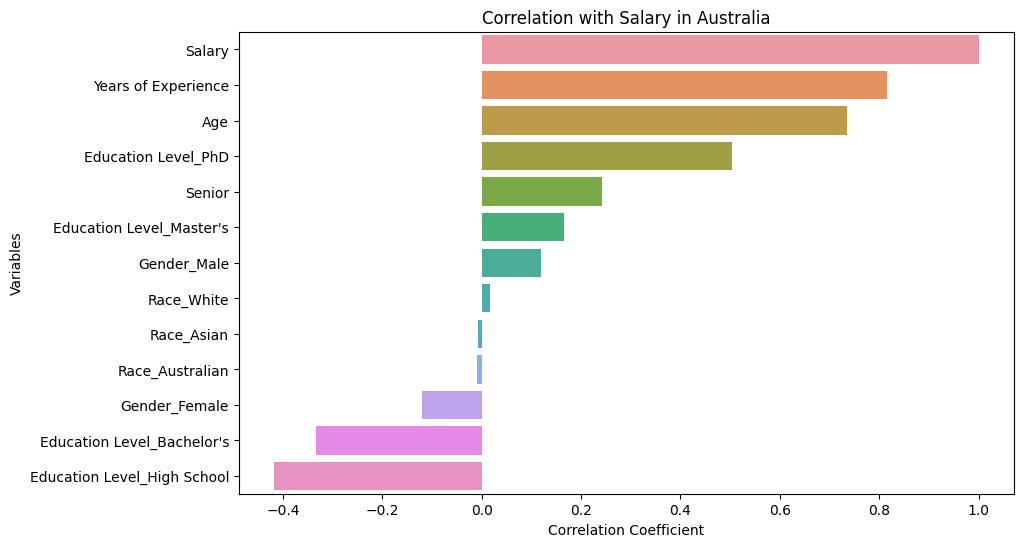 Correlation with Salary in Australia
Variables
Salary
Years of Experience
Age
Education Level_PhD
Senior
Education Level_Master's
Gender_Male
Race_White
Race_Asian
Race_Australian
Gender_Female
Education Level_Bachelor's
Education Level_High School
−0.4 −0.2 0.0 0.2 0.4 0.6 0.8 1.0
Correlation Coefficient